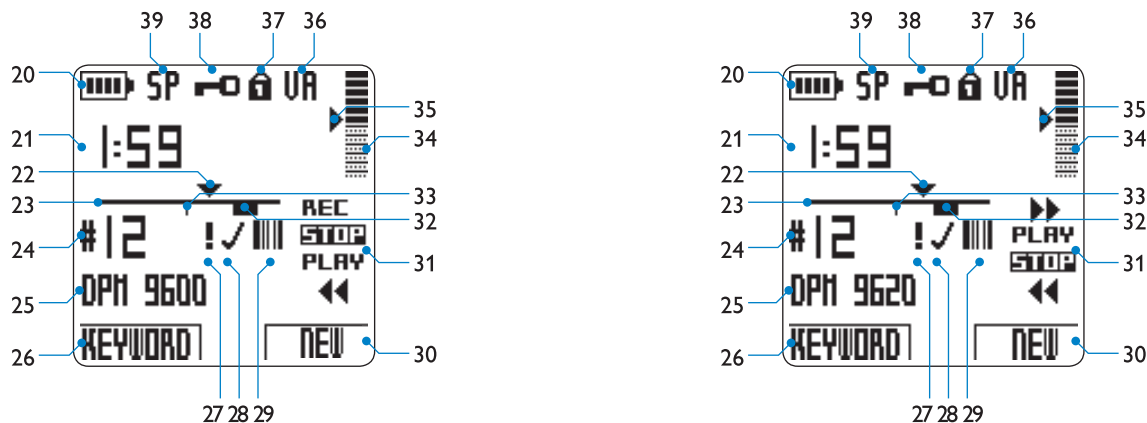 39 38 37 36
20 SP VA
35
21 1:59 34
22 33
23 REC 32
24 #12 ! ✓ STOP 31
PLAY
25 DPM 9600
26 KEYWORD NEW 30
27 28 29
39 38 37 36
20 SP VA
35
21 1:59 34
22 33
23 32
24 #12 ! ✓ PLAY 31
STOP
25 DPM 9620
26 KEYWORD NEW 30
27 28 29